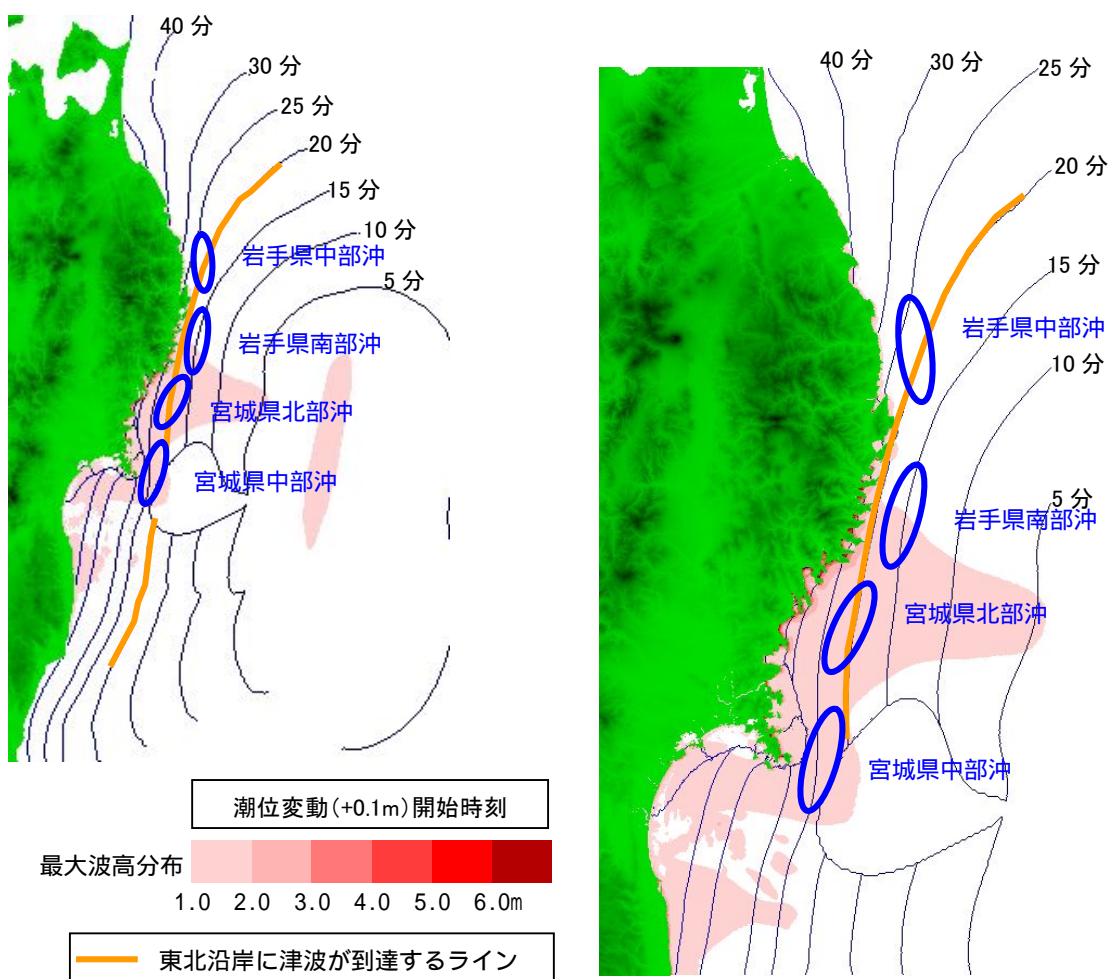 40 分
30 分
25 分
20 分
15 分
10 分
5 分
岩手県中部沖
岩手県南部沖
宮城県北部沖
宮城県中部沖
40 分
30 分
25 分
20 分
15 分
10 分
5 分
岩手県中部沖
岩手県南部沖
宮城県北部沖
宮城県中部沖
潮位変動(+0.1m)開始時刻
最大波高分布
1.0 2.0 3.0 4.0 5.0 6.0m
東北沿岸に津波が到達するライン